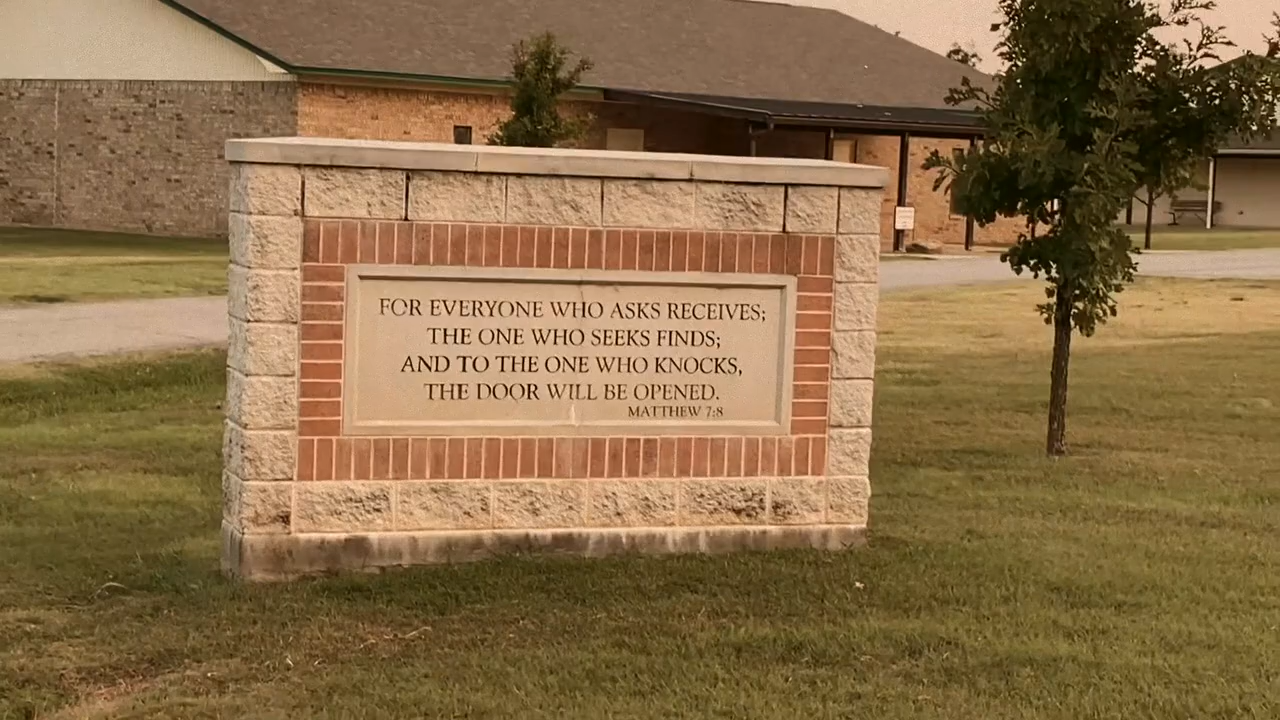 FOR EVERYONE WHO ASKS RECEIVES;
THE ONE WHO SEEKS FINDS;
AND TO THE ONE WHO KNOCKS,
THE DOOR WILL BE OPENED.
MATTHEW 7:8